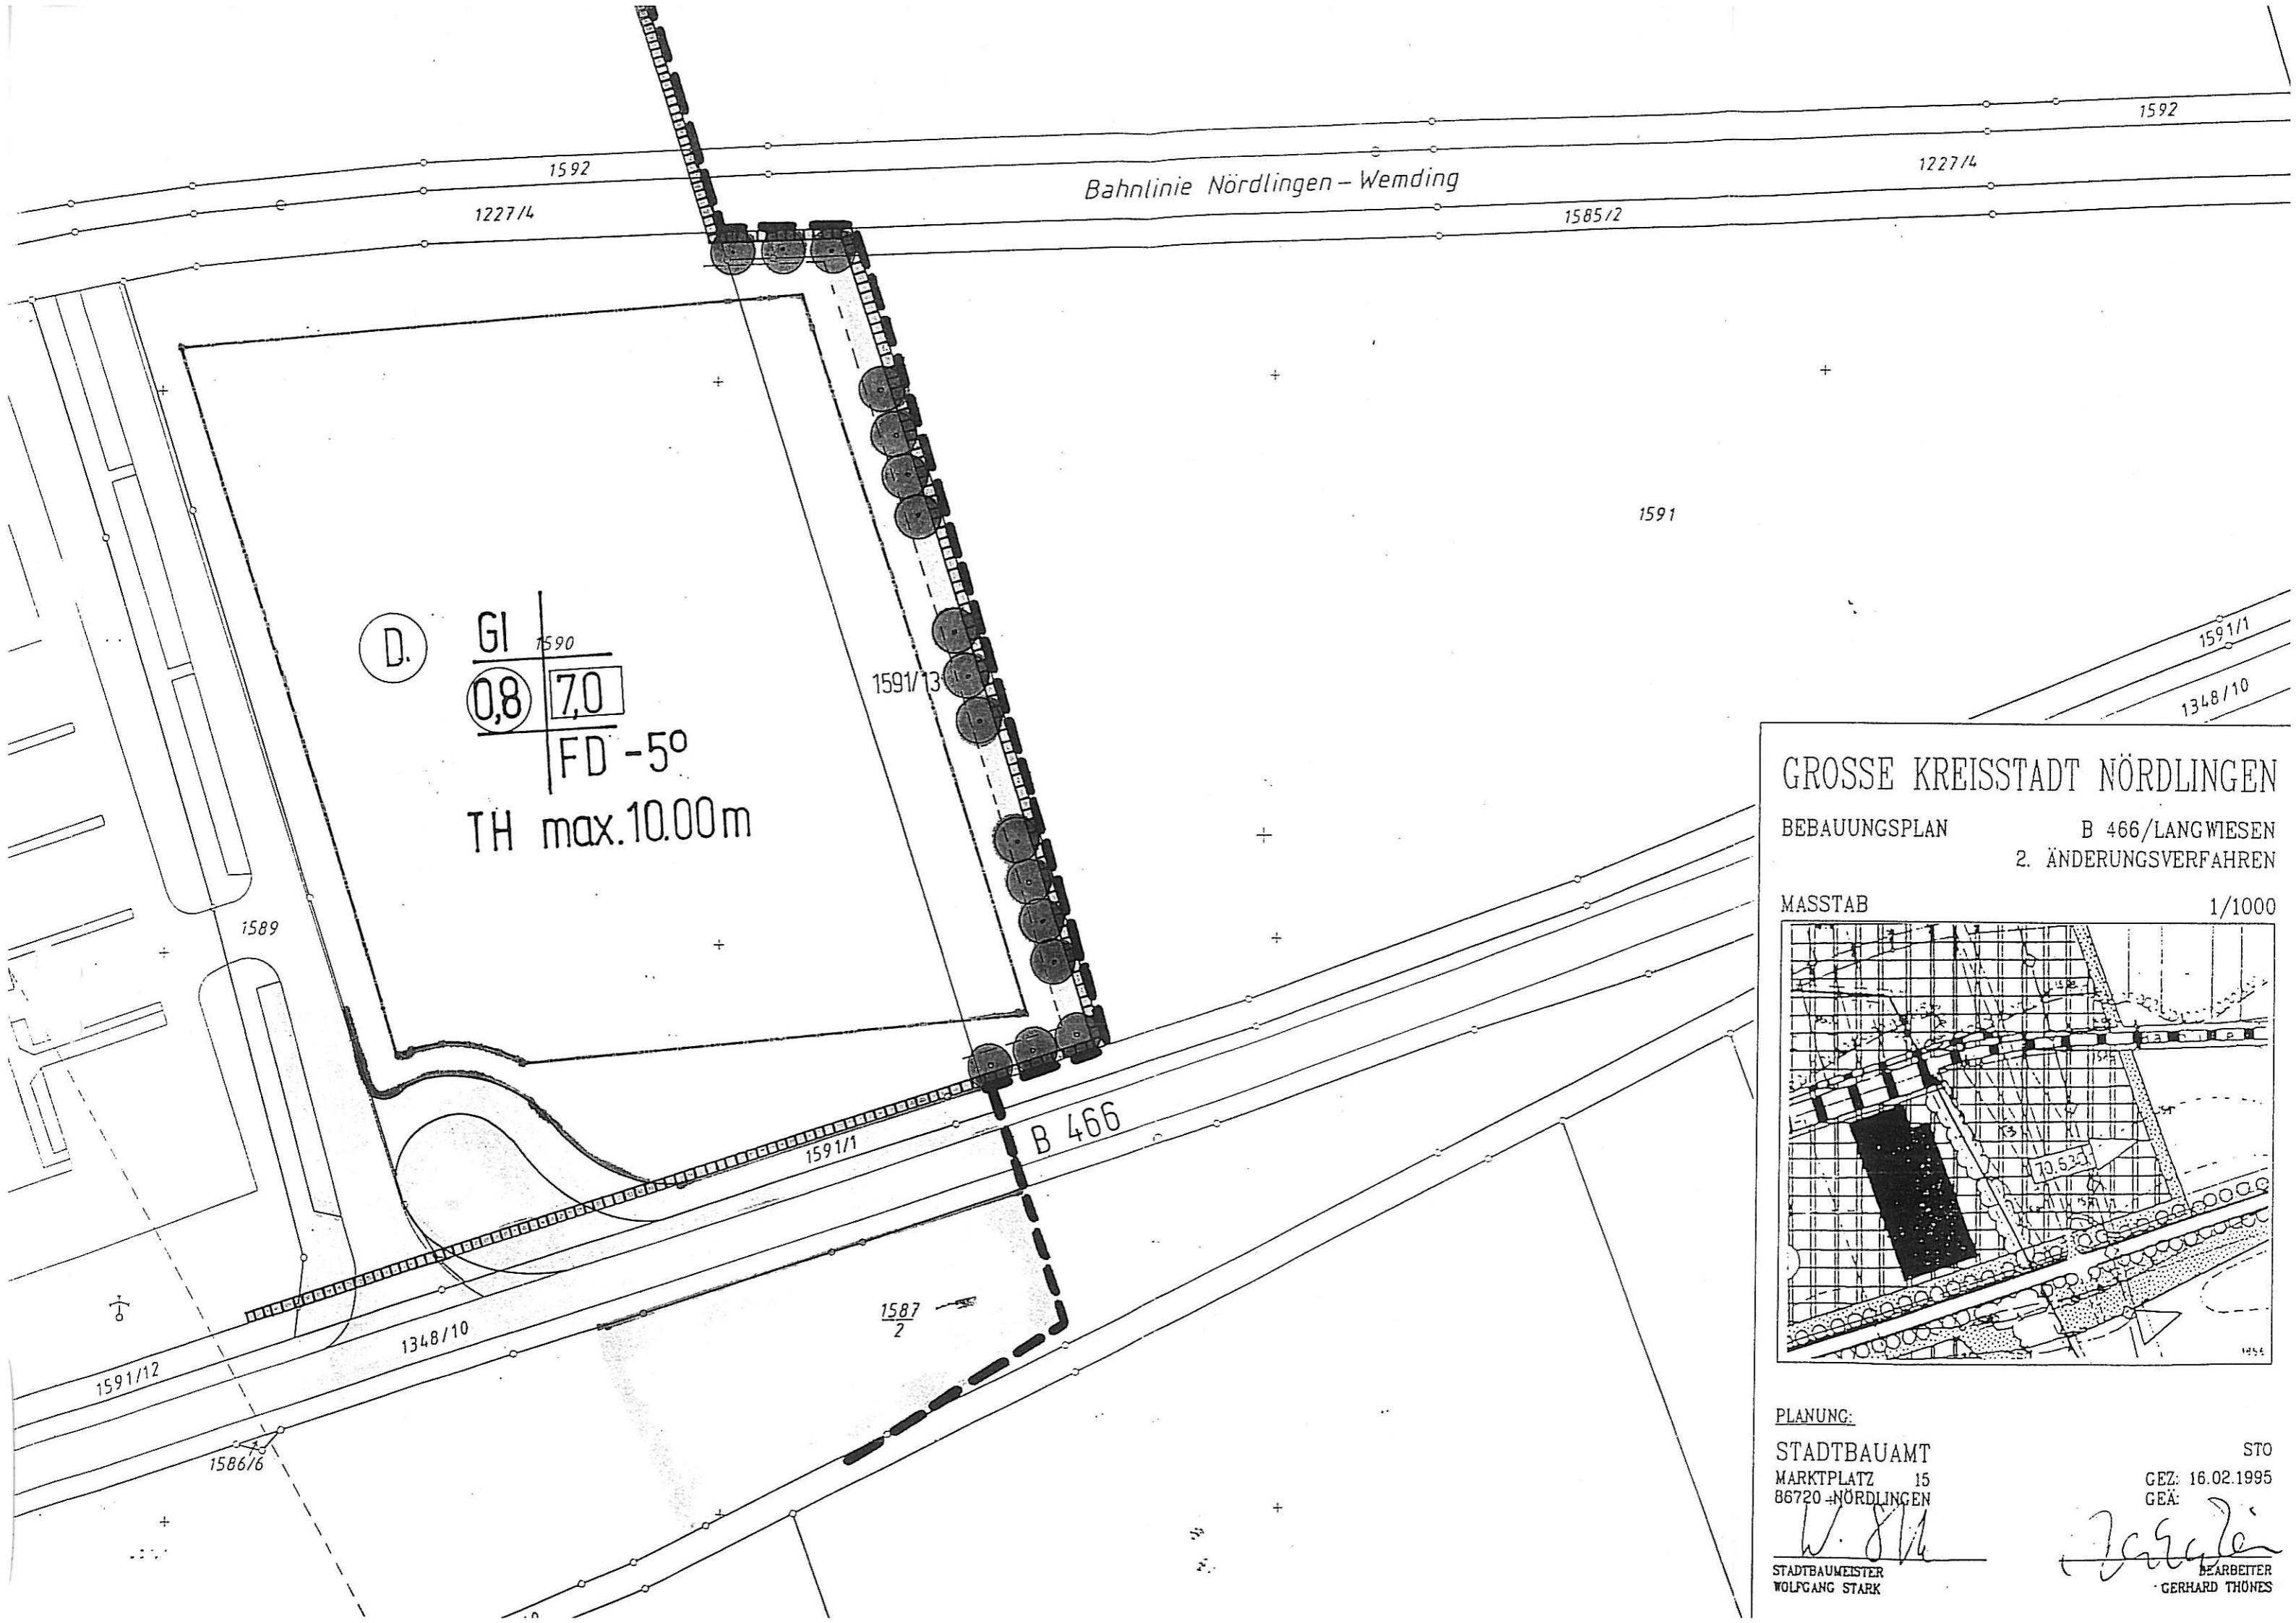 1592
1592
Bahnlinie Nördlingen – Wemding
1227/4
1227/4
1585/2
1591
D.
GI
1590
0,8
7,0
FD -5°
TH max. 10.00m
1591/13
1591/1
1348/10
1589
B 466
1591/1
1587
2
1348/10
1591/12
1586/6
GROSSE KREISSTADT NÖRDLINGEN
BEBAUUNGSPLAN B 466/LANGWIESEN
2. ÄNDERUNGSVERFAHREN
MASSTAB 1/1000
PLANUNG:
STADTBAUAMT STO
MARKTPLATZ 15 GEZ: 16.02.1995
86720 NÖRDLINGEN GEÄ:
STADTBAUMEISTER BEARBEITER
WOLFGANG STARK GERHARD THÖNES